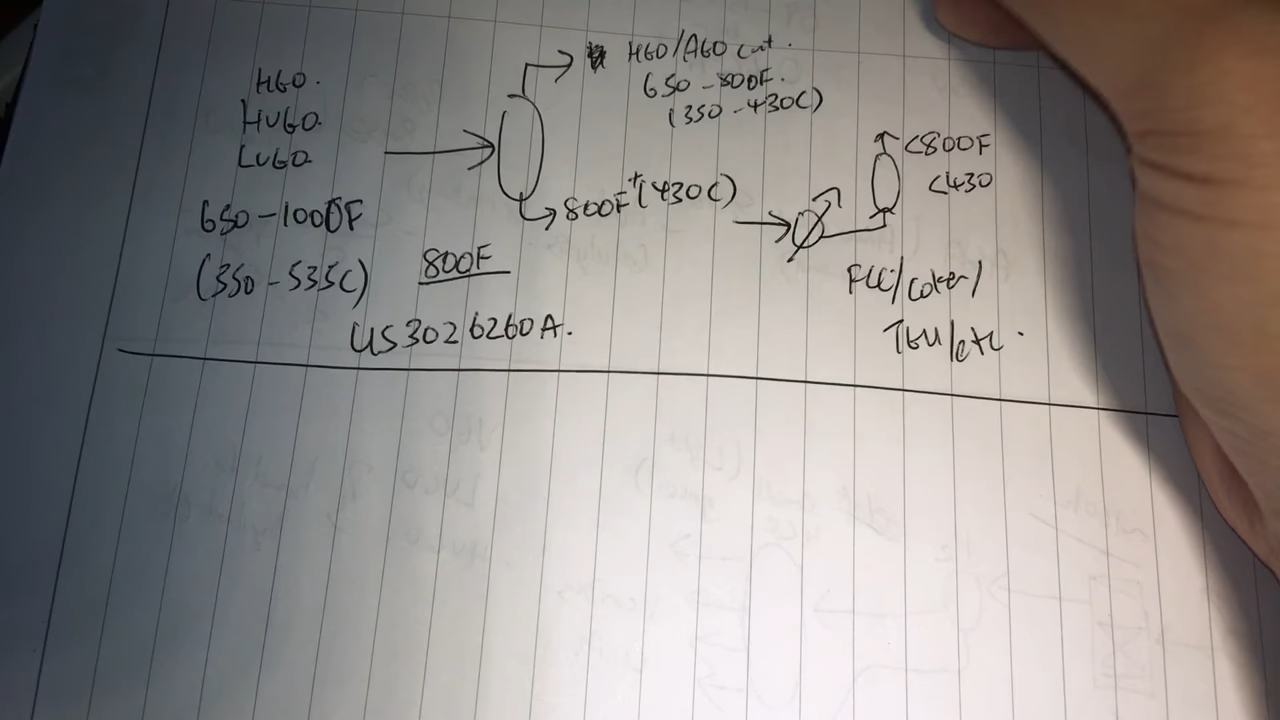 HGO.
HVGO.
LVGO.
650-1000F
(350-535C)
800F
US3026260A.
HGO/AGO cut.
650-800F.
(350-430C)
800F+(430C)
<800F
<430
FCC/Coker/
TGU/etc.